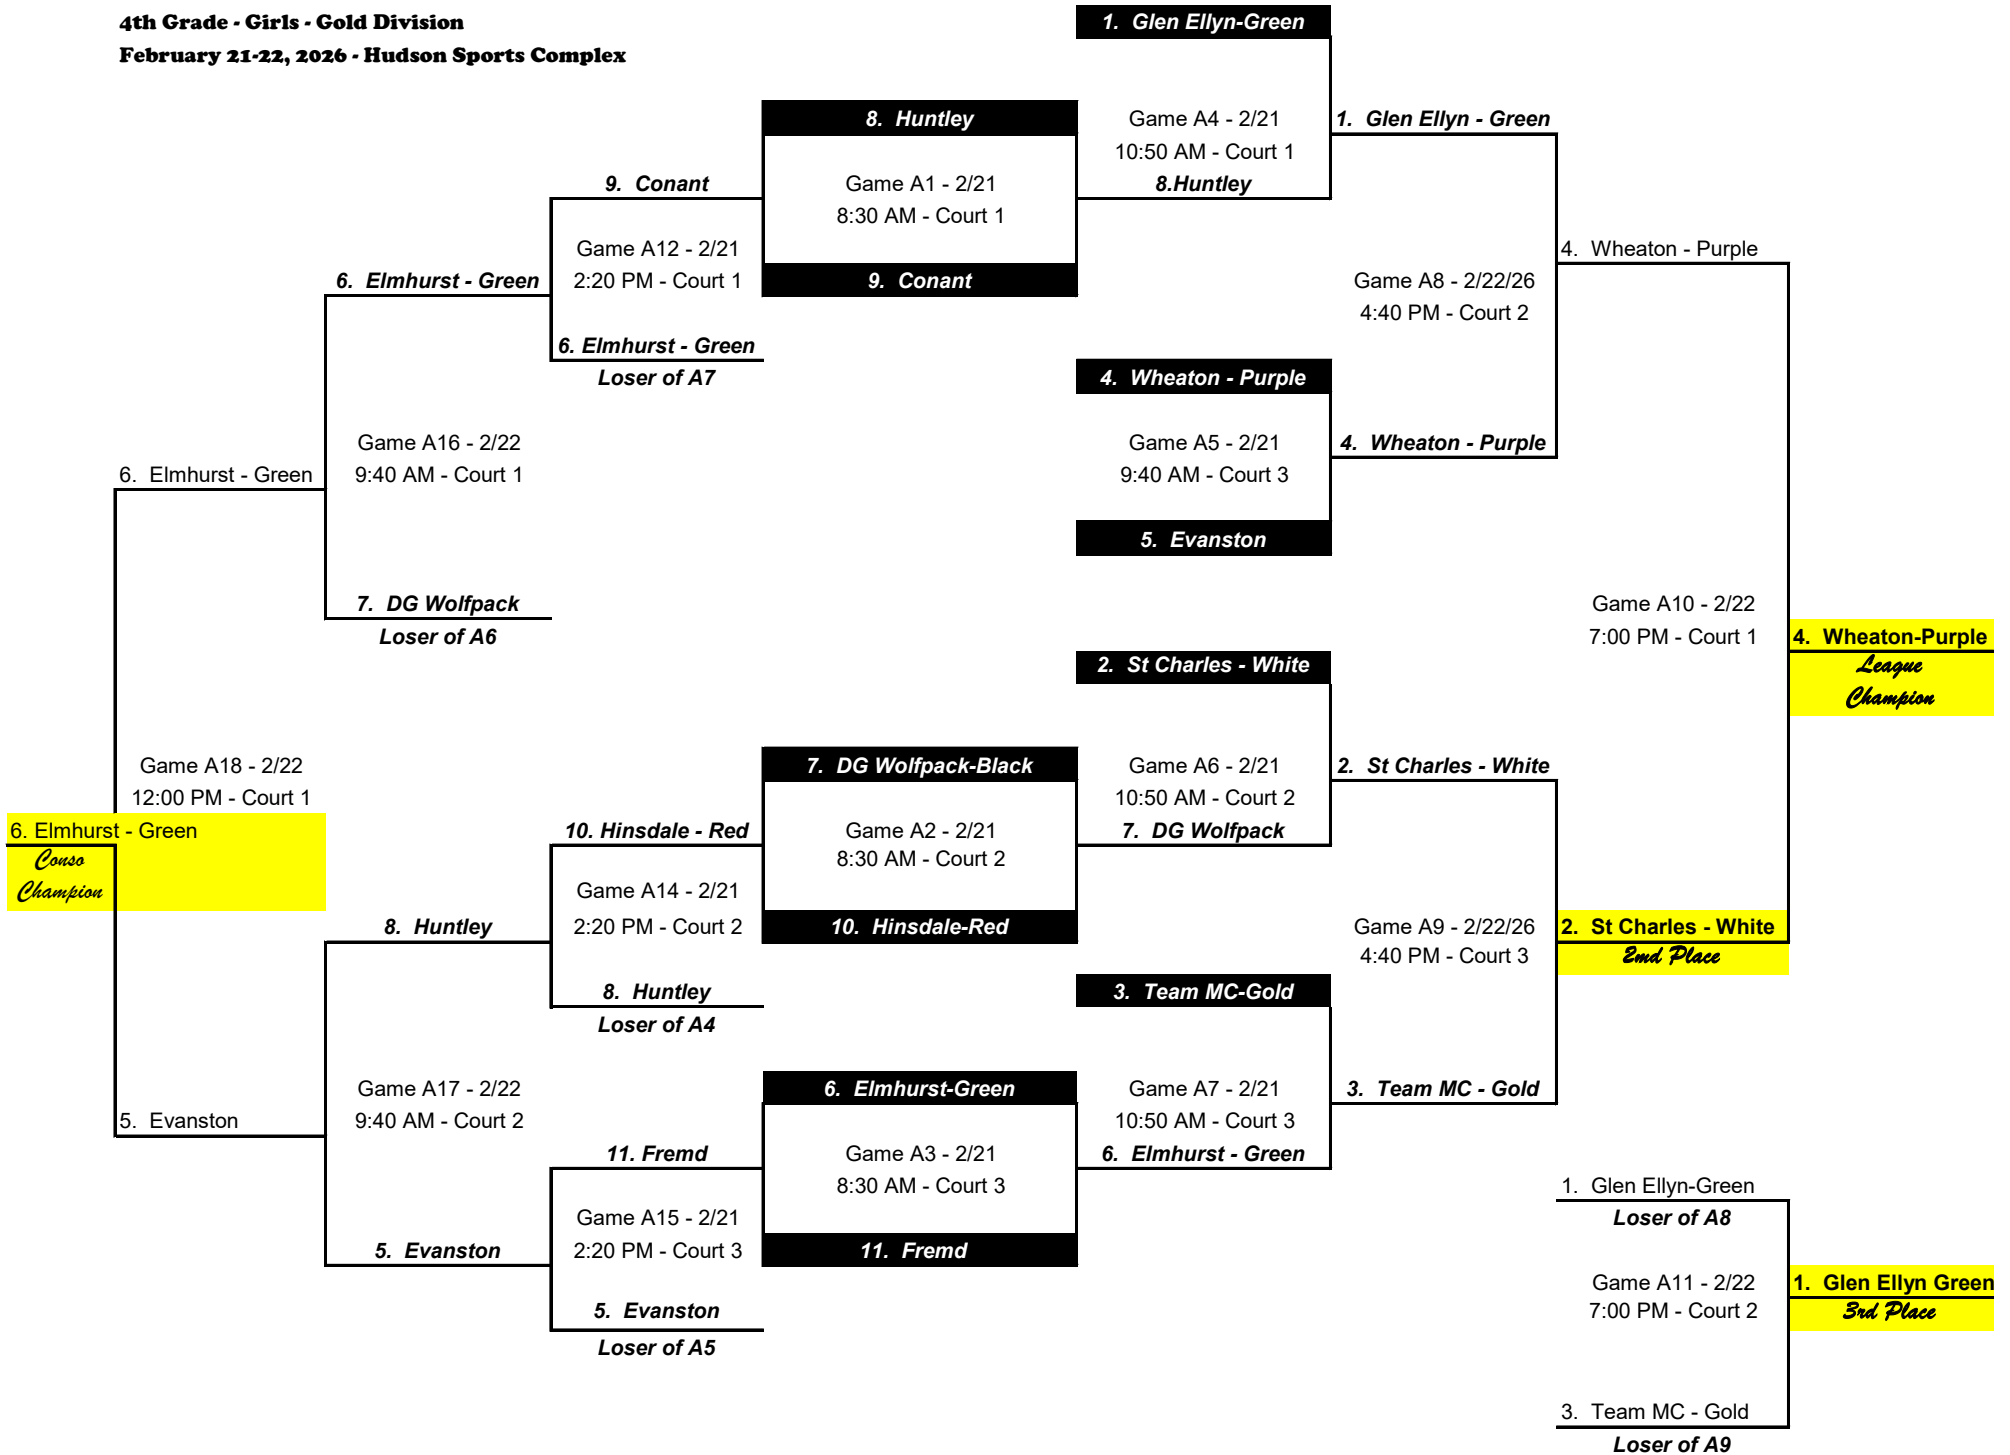 4th Grade - Girls - Gold Division
February 21-22, 2026 - Hudson Sports Complex
1. Glen Ellyn-Green
8. Huntley
Game A4 - 2/21
10:50 AM - Court 1
8.Huntley
1. Glen Ellyn - Green
9. Conant
Game A1 - 2/21
8:30 AM - Court 1
9. Conant
Game A12 - 2/21
2:20 PM - Court 1
6. Elmhurst - Green
6. Elmhurst - Green
Loser of A7
4. Wheaton - Purple
Game A8 - 2/22/26
4:40 PM - Court 2
4. Wheaton - Purple
Game A5 - 2/21
9:40 AM - Court 3
4. Wheaton - Purple
5. Evanston
Game A16 - 2/22
9:40 AM - Court 1
6. Elmhurst - Green
7. DG Wolfpack
Loser of A6
Game A10 - 2/22
7:00 PM - Court 1
4. Wheaton-Purple
League
Champion
2. St Charles - White
7. DG Wolfpack-Black
Game A6 - 2/21
10:50 AM - Court 2
7. DG Wolfpack
2. St Charles - White
Game A18 - 2/22
12:00 PM - Court 1
6. Elmhurst - Green
Conso
Champion
10. Hinsdale - Red
Game A2 - 2/21
8:30 AM - Court 2
10. Hinsdale-Red
Game A14 - 2/21
2:20 PM - Court 2
8. Huntley
8. Huntley
Loser of A4
Game A9 - 2/22/26
4:40 PM - Court 3
2. St Charles - White
2md Place
3. Team MC-Gold
6. Elmhurst-Green
Game A7 - 2/21
10:50 AM - Court 3
6. Elmhurst - Green
3. Team MC - Gold
Game A17 - 2/22
9:40 AM - Court 2
5. Evanston
11. Fremd
Game A3 - 2/21
8:30 AM - Court 3
11. Fremd
Game A15 - 2/21
2:20 PM - Court 3
5. Evanston
5. Evanston
Loser of A5
1. Glen Ellyn-Green
Loser of A8
Game A11 - 2/22
7:00 PM - Court 2
1. Glen Ellyn Green
3rd Place
3. Team MC - Gold
Loser of A9